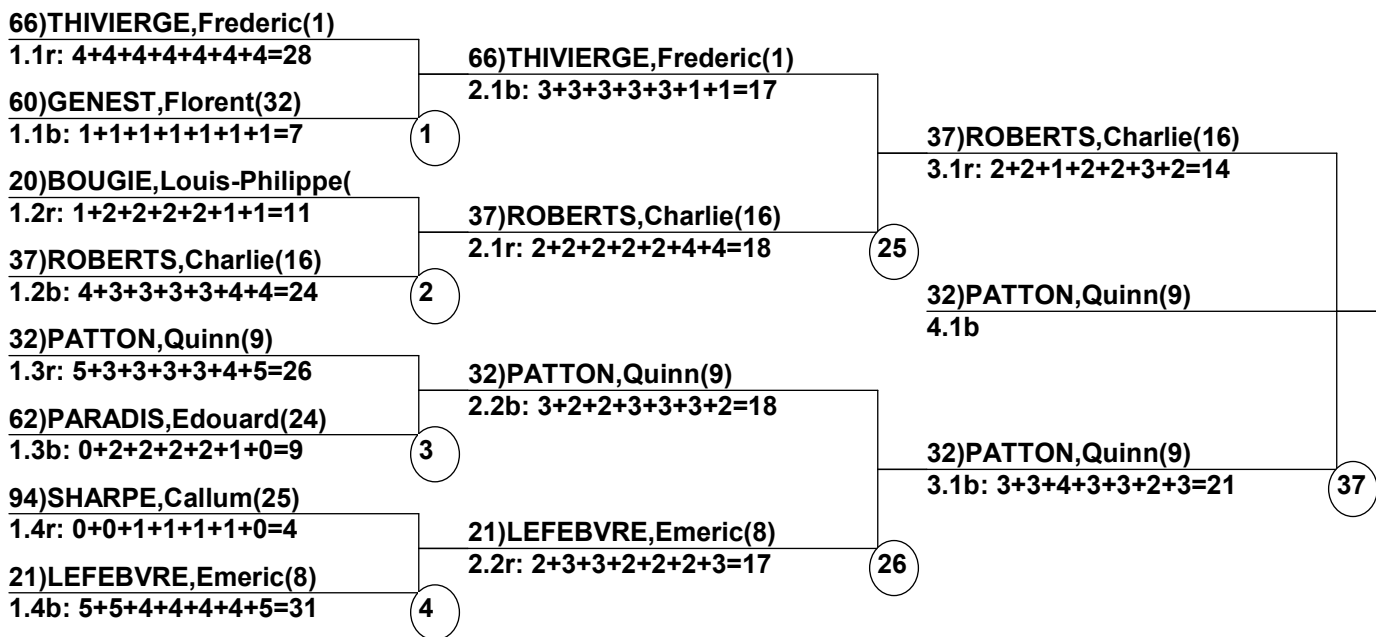 66)THIVIERGE,Frederic(1)
1.1r: 4+4+4+4+4+4+4=28
60)GENEST,Florent(32)
1.1b: 1+1+1+1+1+1+1=7
1
20)BOUGIE,Louis-Philippe(
1.2r: 1+2+2+2+2+1+1=11
37)ROBERTS,Charlie(16)
1.2b: 4+3+3+3+3+4+4=24
2
32)PATTON,Quinn(9)
1.3r: 5+3+3+3+3+4+5=26
62)PARADIS,Edouard(24)
1.3b: 0+2+2+2+2+1+0=9
3
94)SHARPE,Callum(25)
1.4r: 0+0+1+1+1+1+0=4
21)LEFEBVRE,Emeric(8)
1.4b: 5+5+4+4+4+4+5=31
4
66)THIVIERGE,Frederic(1)
2.1b: 3+3+3+3+3+1+1=17
37)ROBERTS,Charlie(16)
2.1r: 2+2+2+2+2+4+4=18
25
32)PATTON,Quinn(9)
2.2b: 3+2+2+3+3+3+2=18
21)LEFEBVRE,Emeric(8)
2.2r: 2+3+3+2+2+2+3=17
26
37)ROBERTS,Charlie(16)
3.1r: 2+2+1+2+2+3+2=14
32)PATTON,Quinn(9)
3.1b: 3+3+4+3+3+2+3=21
37
32)PATTON,Quinn(9)
4.1b